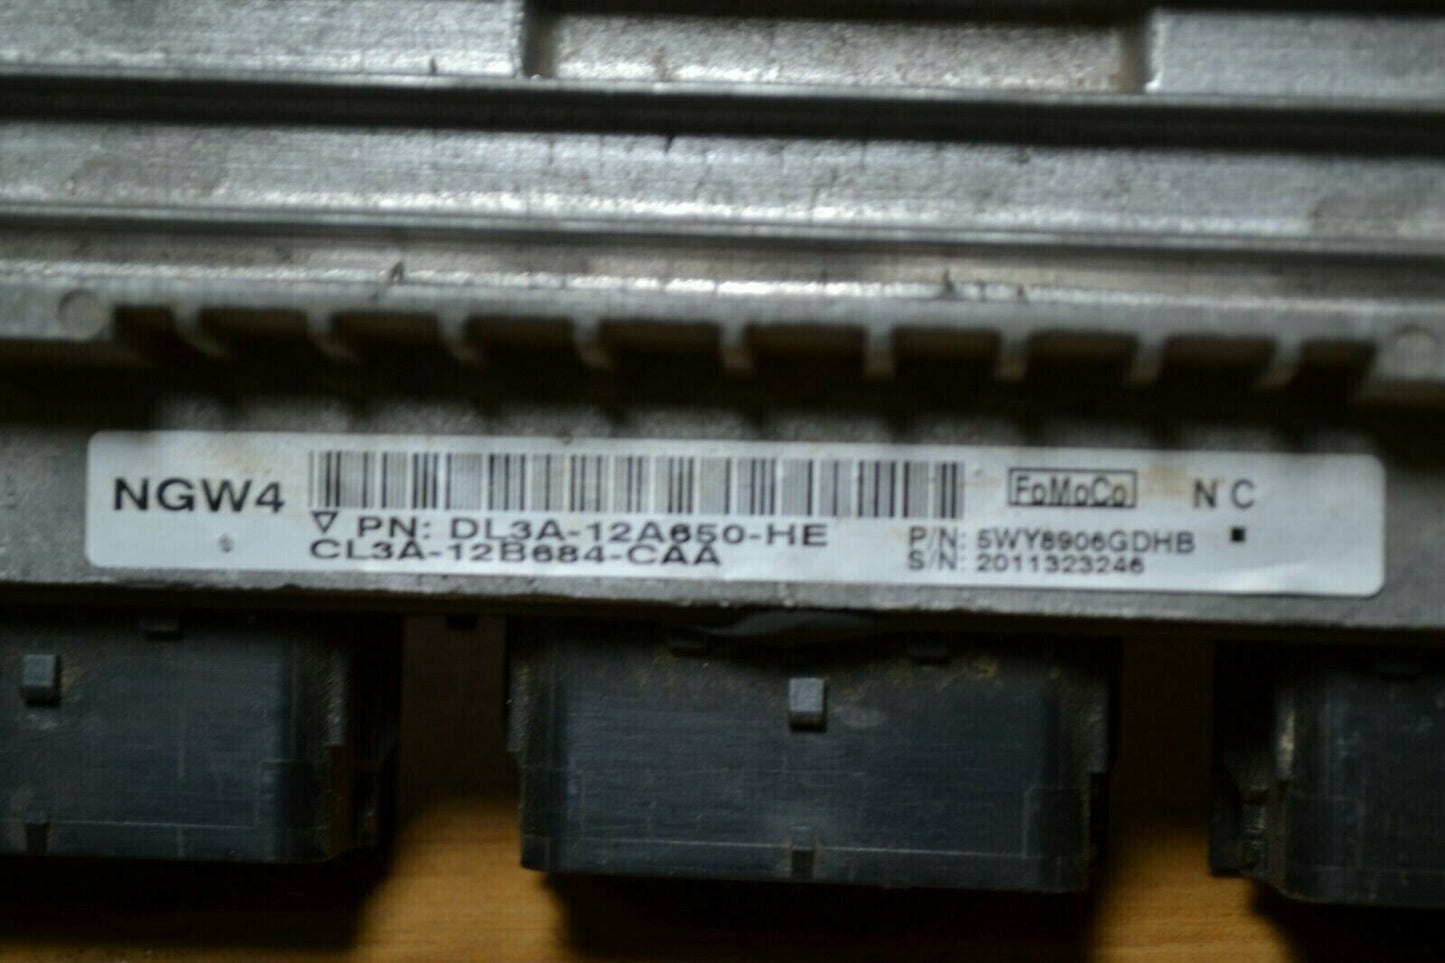 NGW4
FoMoCo
N C
PN: DL3A-12A650-HE
CL3A-12B684-CAA
P/N: 5WY8906GDHB
S/N: 2011323246